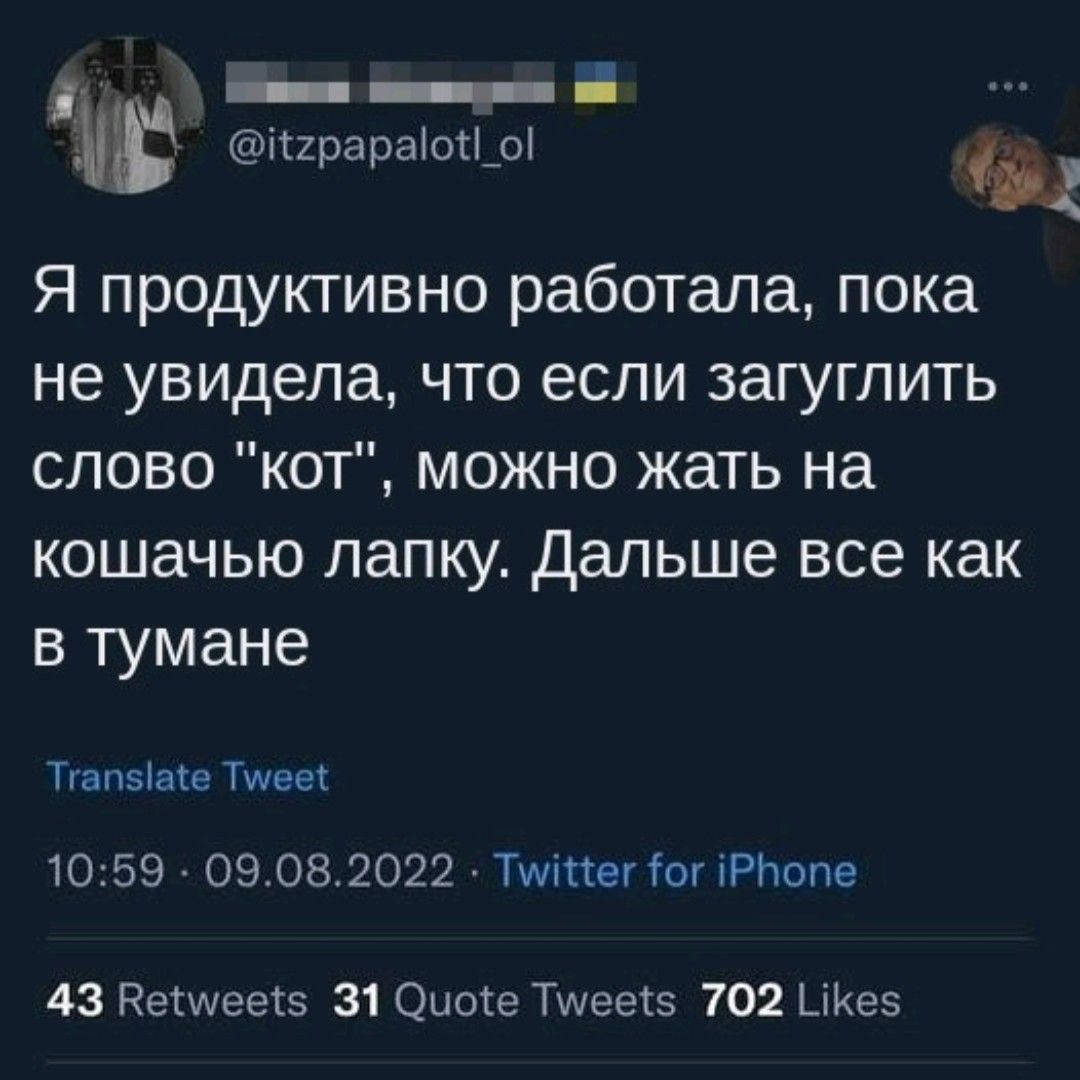 @itzpapalotl_ol
Я продуктивно работала, пока
не увидела, что если загуглить
слово "кот", можно жать на
кошачью лапку. Дальше все как
в тумане
Translate Tweet
10:59 · 09.08.2022 · Twitter for iPhone
43 Retweets 31 Quote Tweets 702 Likes